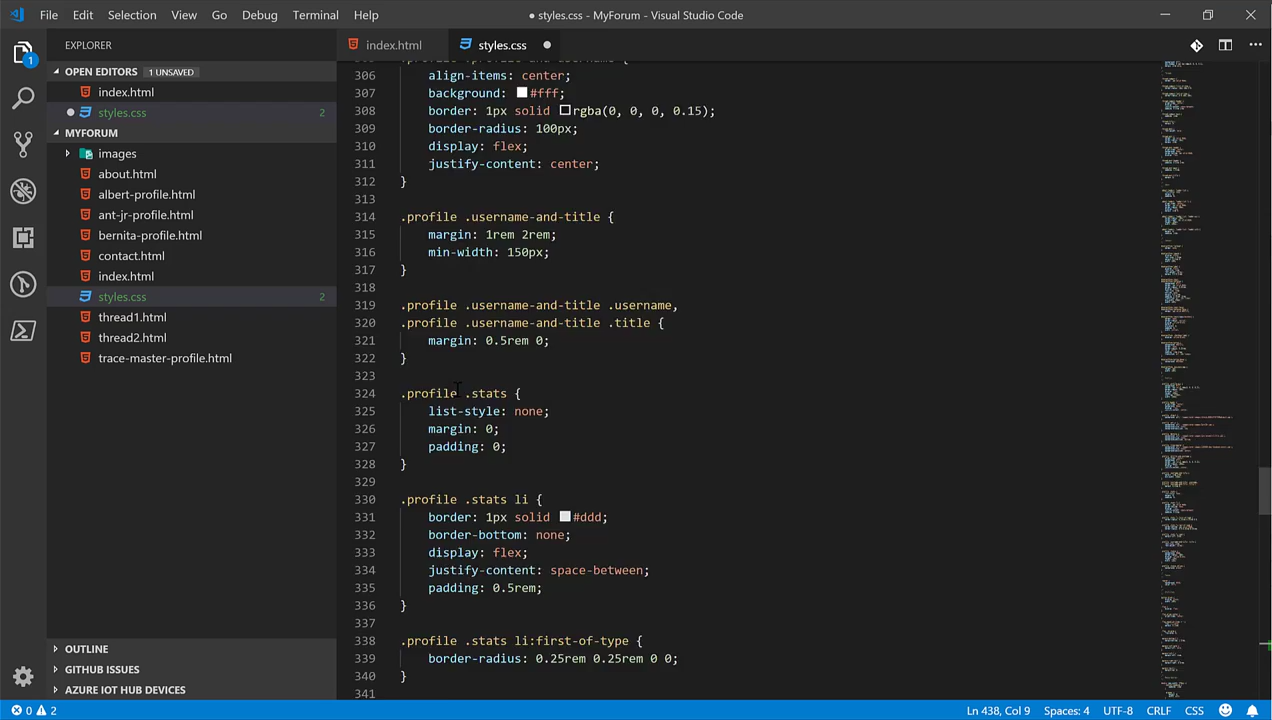 File Edit Selection View Go Debug Terminal Help
● styles.css - MyForum - Visual Studio Code
EXPLORER
OPEN EDITORS 1 UNSAVED
index.html
styles.css 2
MYFORUM
images
about.html
albert-profile.html
ant-jr-profile.html
bernita-profile.html
contact.html
index.html
styles.css 2
thread1.html
thread2.html
trace-master-profile.html
OUTLINE
GITHUB ISSUES
AZURE IOT HUB DEVICES
1
index.html styles.css
306 align-items: center;
307 background: #fff;
308 border: 1px solid rgba(0, 0, 0, 0.15);
309 border-radius: 100px;
310 display: flex;
311 justify-content: center;
312 }
313
314 .profile .username-and-title {
315 margin: 1rem 2rem;
316 min-width: 150px;
317 }
318
319 .profile .username-and-title .username,
320 .profile .username-and-title .title {
321 margin: 0.5rem 0;
322 }
323
324 .profile .stats {
325 list-style: none;
326 margin: 0;
327 padding: 0;
328 }
329
330 .profile .stats li {
331 border: 1px solid #ddd;
332 border-bottom: none;
333 display: flex;
334 justify-content: space-between;
335 padding: 0.5rem;
336 }
337
338 .profile .stats li:first-of-type {
339 border-radius: 0.25rem 0.25rem 0 0;
340 }
341
0 2
Ln 438, Col 9 Spaces: 4 UTF-8 CRLF CSS